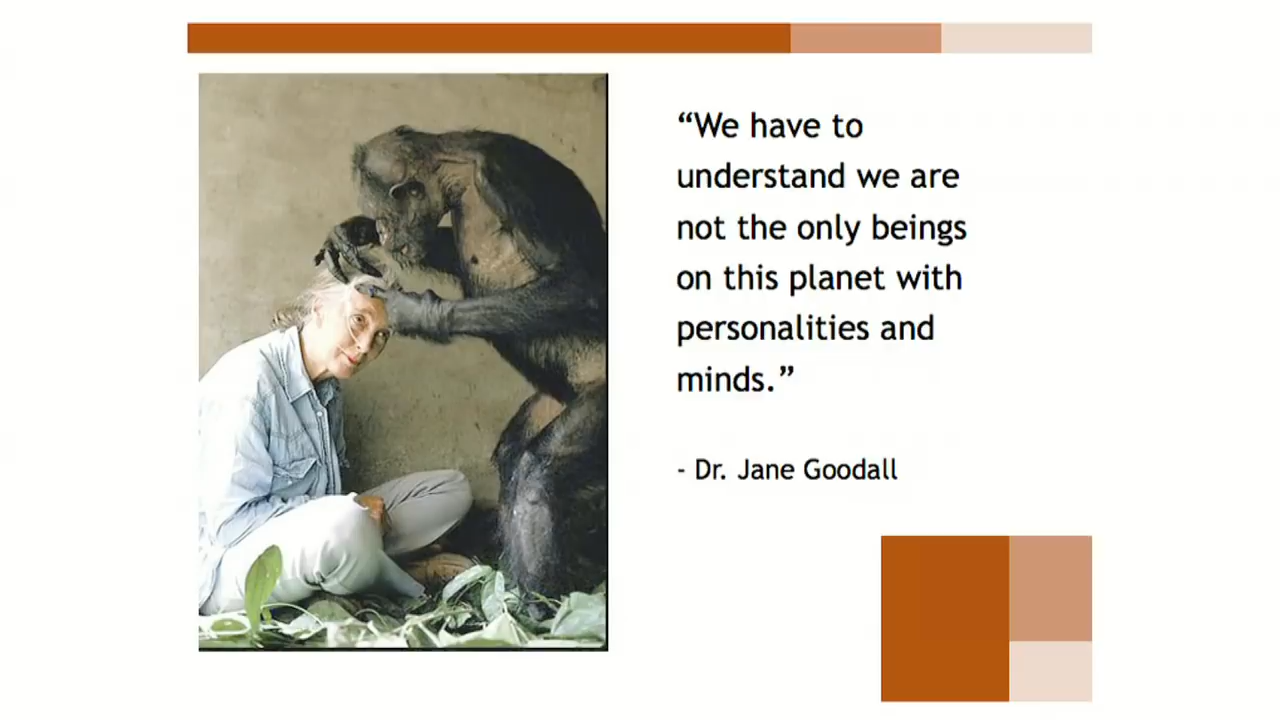 “We have to
understand we are
not the only beings
on this planet with
personalities and
minds.”
- Dr. Jane Goodall